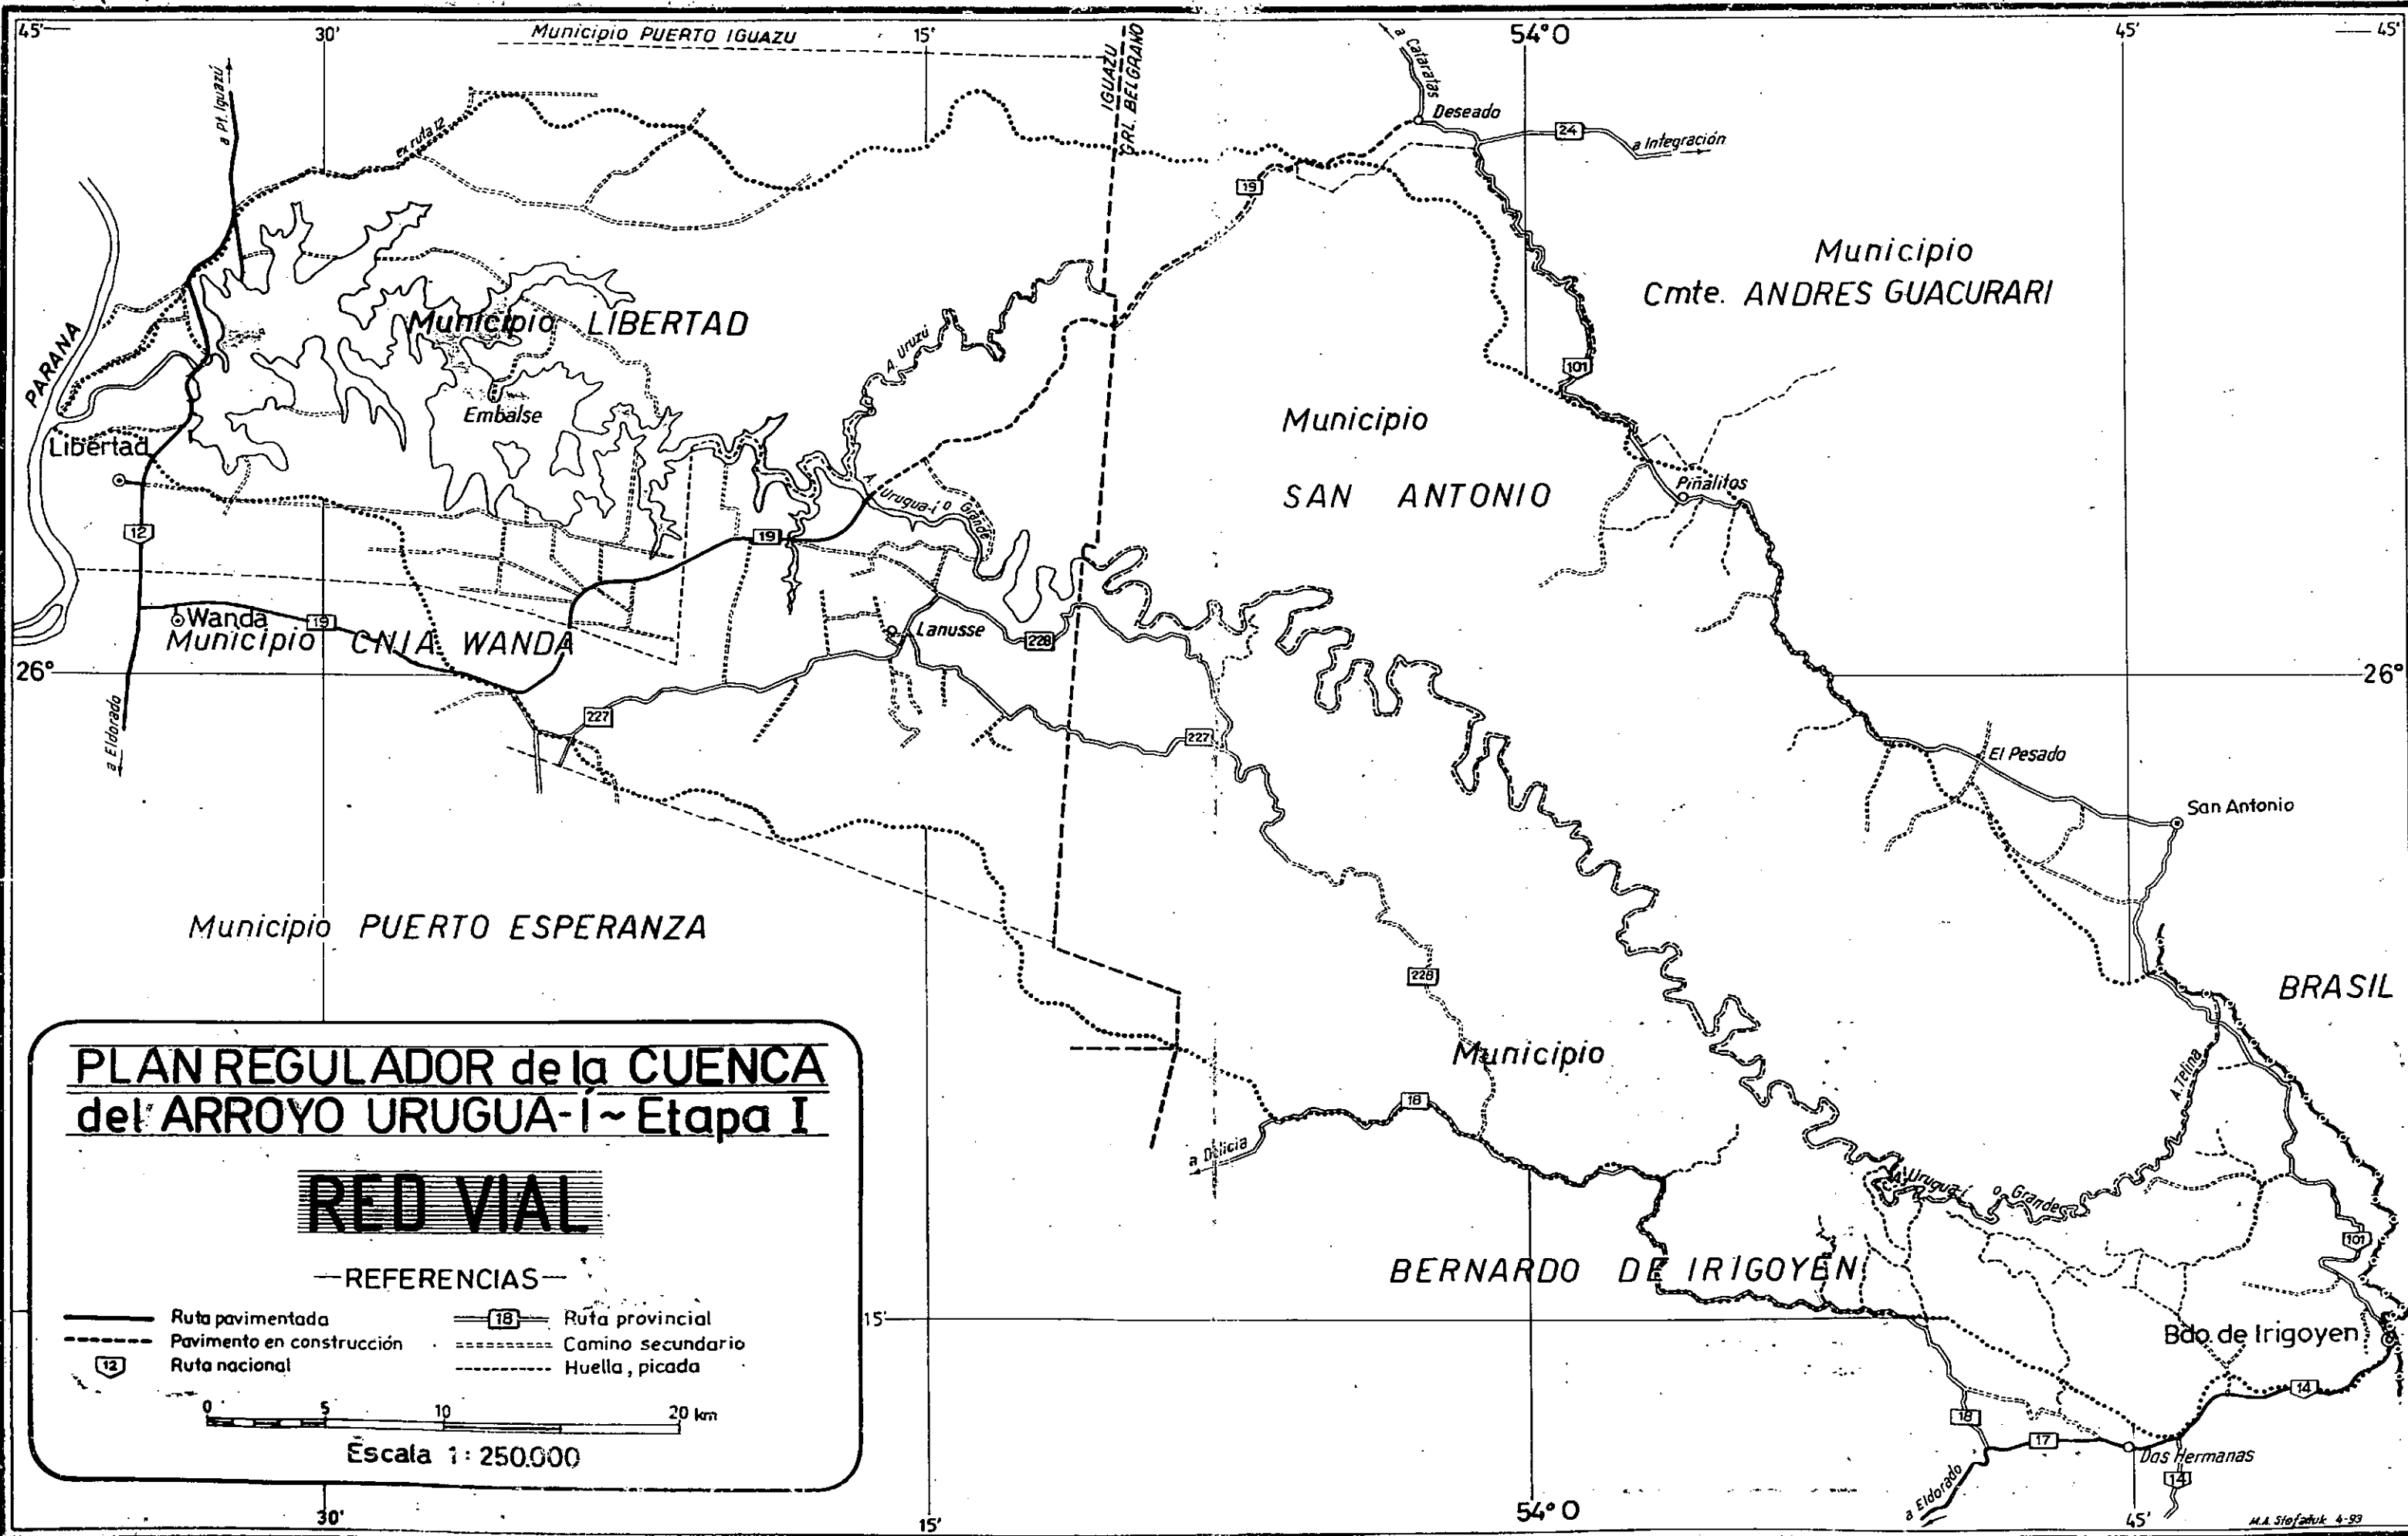 45'
30'
Municipio PUERTO IGUAZU
15'
IGUAZU
GRL. BELGRANO
a Cataratas
54° O
45'
45'
a Pt. Iguazú
Ex ruta 12
Deseado
24
a Integración
19
Municipio
Cmte. ANDRES GUACURARI
PARANA
Municipio LIBERTAD
A. Uruzú
101
Embalse
Municipio
SAN ANTONIO
Libertad
Piñalitos
A. Urugua-í o Grande
12
19
Wanda
19
Municipio CNIA WANDA
Lanusse
228
26°
26°
a Eldorado
227
227
El Pesado
San Antonio
Municipio PUERTO ESPERANZA
228
BRASIL
Municipio
18
a Delicia
A. Telina
A. Urugua-í o Grande
101
BERNARDO DE IRIGOYEN
15'
Bdo. de Irigoyen
14
18
17
Dos Hermanas
14
a Eldorado
PLAN REGULADOR de la CUENCA
del ARROYO URUGUA-Í ~ Etapa I
RED VIAL
—REFERENCIAS—
Ruta pavimentada
Pavimento en construcción
12 Ruta nacional
18 Ruta provincial
Camino secundario
Huella, picada
0 5 10 20 km
Escala 1: 250.000
30'
15'
54° O
45'
M.A. Stefañuk 4-93